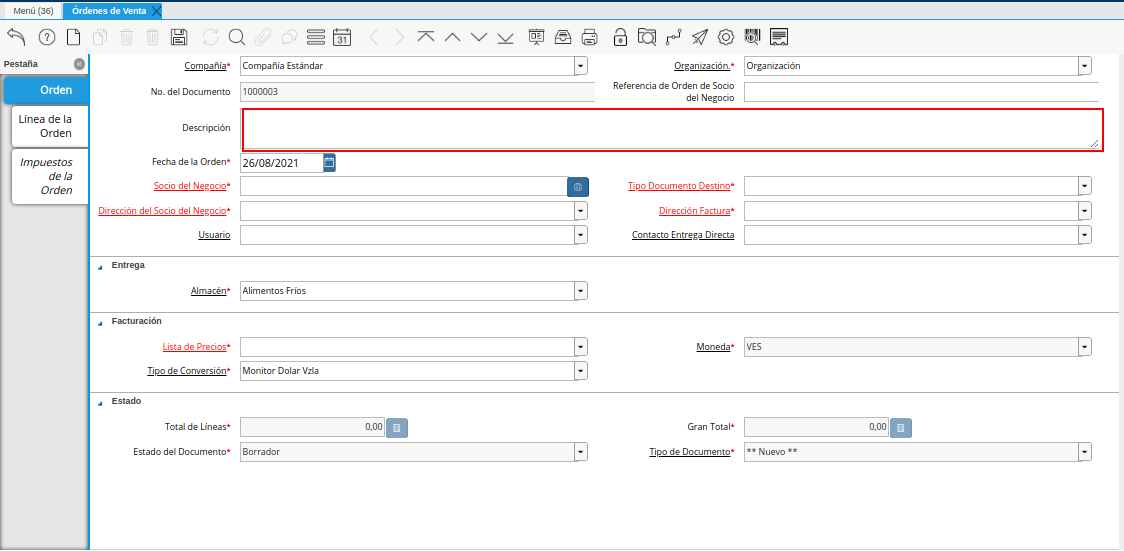 Menú (36)
Órdenes de Venta
31
Pestaña
Orden
Línea de la
Orden
Impuestos
de la
Orden
Compañía*
Compañía Estándar
Organización.*
Organización
No. del Documento
1000003
Referencia de Orden de Socio
del Negocio
Descripción
Fecha de la Orden*
26/08/2021
Socio del Negocio*
Tipo Documento Destino*
Dirección del Socio del Negocio*
Dirección Factura*
Usuario
Contacto Entrega Directa
Entrega
Almacén*
Alimentos Fríos
Facturación
Lista de Precios*
Moneda*
VES
Tipo de Conversión*
Monitor Dolar Vzla
Estado
Total de Líneas*
0,00
Gran Total*
0,00
Estado del Documento*
Borrador
Tipo de Documento*
** Nuevo **